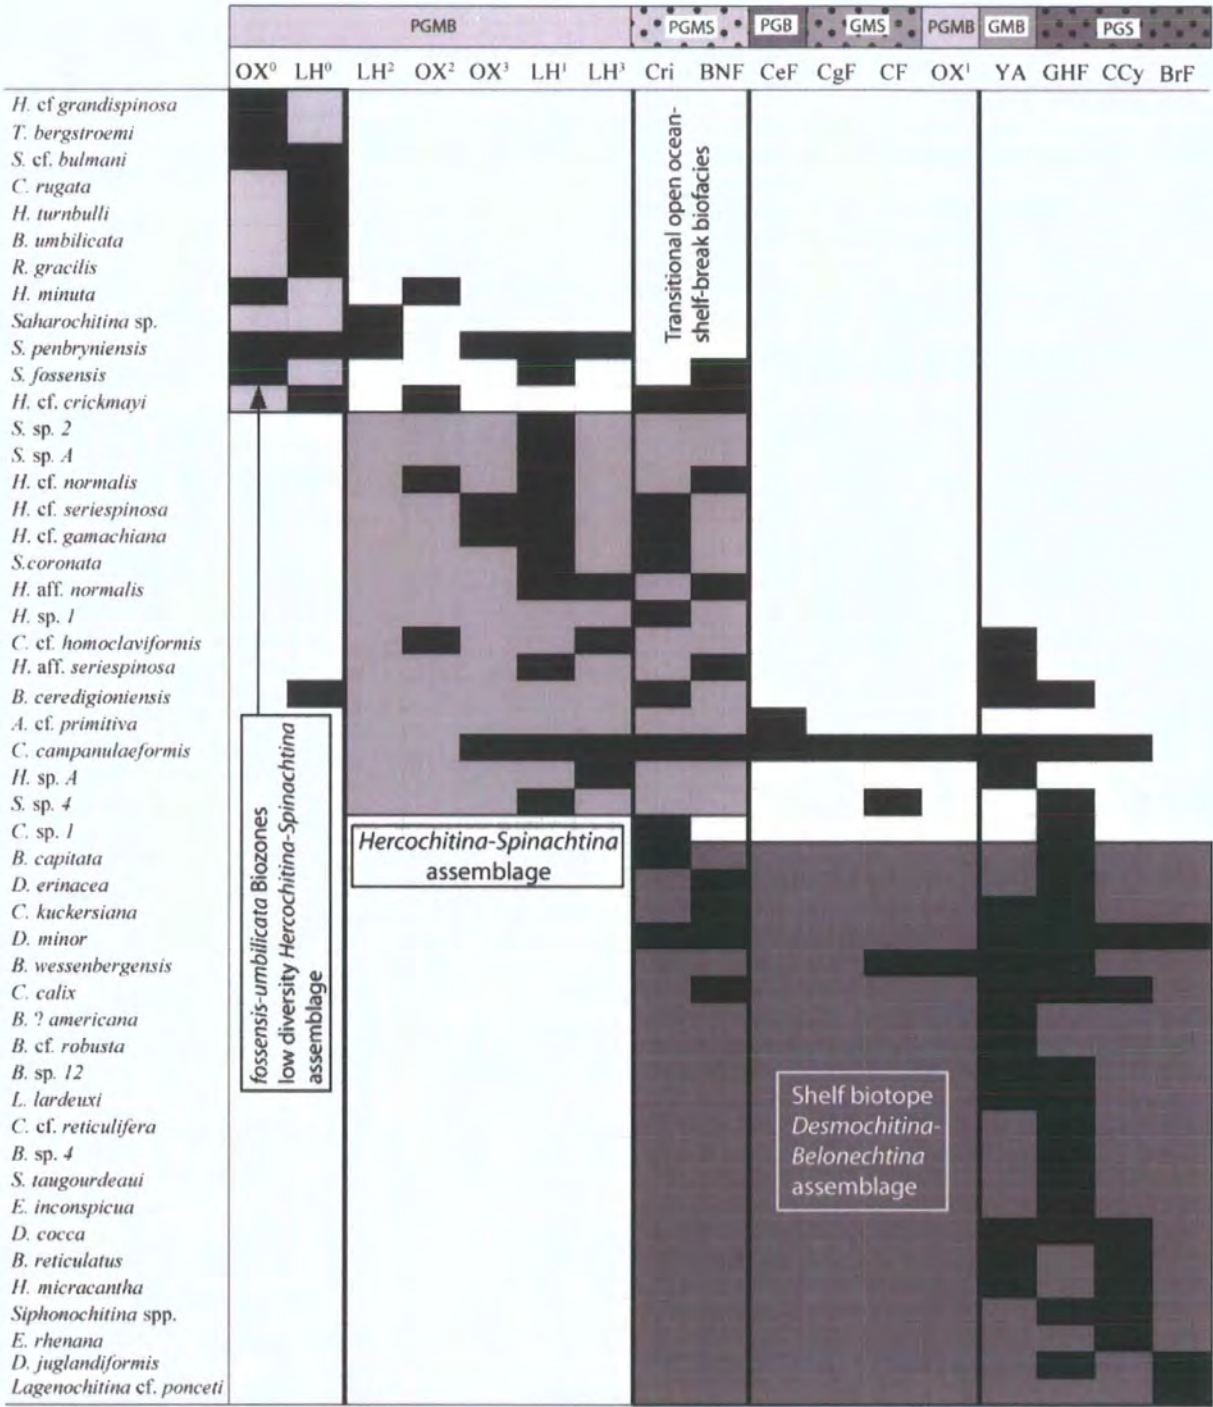 PGMB PGMS PGB GMS PGMB GMB PGS
OX⁰ LH⁰ LH² OX² OX³ LH¹ LH³ Cri BNF CeF CgF CF OX¹ YA GHF CCy BrF
H. cf grandispinosa
T. bergstroemi
S. cf. bulmani
C. rugata
H. turnbulli
B. umbilicata
R. gracilis
H. minuta
Saharochitina sp.
S. penbryniensis
S. fossensis
H. cf. crickmayi
S. sp. 2
S. sp. A
H. cf. normalis
H. cf. seriespinosa
H. cf. gamachiana
S.coronata
H. aff. normalis
H. sp. 1
C. cf. homoclaviformis
H. aff. seriespinosa
B. ceredigioniensis
A. cf. primitiva
C. campanulaeformis
H. sp. A
S. sp. 4
C. sp. 1
B. capitata
D. erinacea
C. kuckersiana
D. minor
B. wessenbergensis
C. calix
B. ? americana
B. cf. robusta
B. sp. 12
L. lardeuxi
C. cf. reticulifera
B. sp. 4
S. taugourdeaui
E. inconspicua
D. cocca
B. reticulatus
H. micracantha
Siphonochitina spp.
E. rhenana
D. juglandiformis
Lagenochitina cf. ponceti
Transitional open ocean-
shelf-break biofacies
fossensis-umbilicata Biozones
low diversity Hercochitina-Spinachtina
assemblage
Hercochitina-Spinachtina
assemblage
Shelf biotope
Desmochitina-
Belonechtina
assemblage